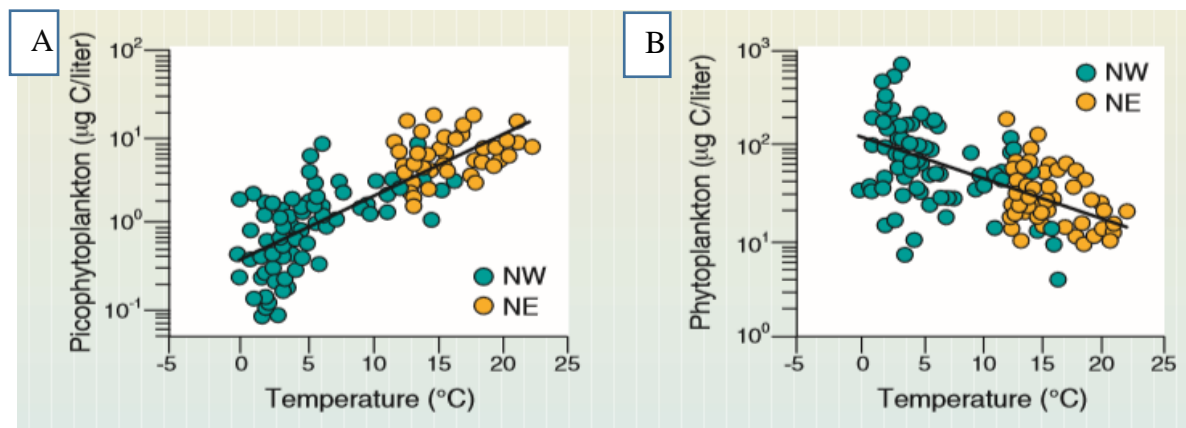 A
Picophytoplankton (µg C/liter)
10²
10¹
10⁰
10⁻¹
NW
NE
-5 0 5 10 15 20 25
Temperature (°C)
B
Phytoplankton (µg C/liter)
10³
10²
10¹
10⁰
NW
NE
-5 0 5 10 15 20 25
Temperature (°C)